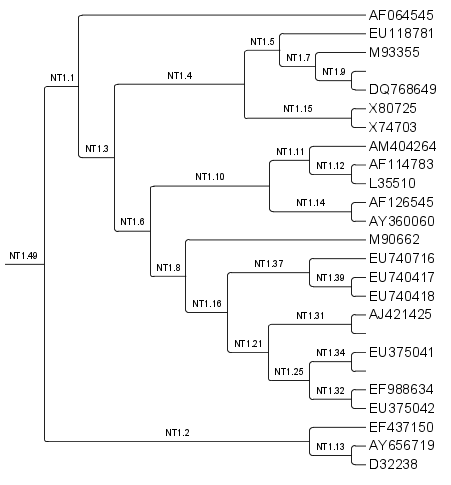 AF064545
EU118781
NT1.5
M93355
NT1.7
NT1.9
NT1.1
NT1.4
DQ768649
X80725
NT1.15
X74703
AM404264
NT1.3
NT1.11
AF114783
NT1.12
L35510
NT1.10
AF126545
NT1.14
AY360060
NT1.6
M90662
NT1.49
EU740716
NT1.37
NT1.8
EU740417
NT1.39
EU740418
NT1.16
AJ421425
NT1.31
NT1.21
EU375041
NT1.34
NT1.25
EF988634
NT1.32
EU375042
EF437150
NT1.2
AY656719
NT1.13
D32238